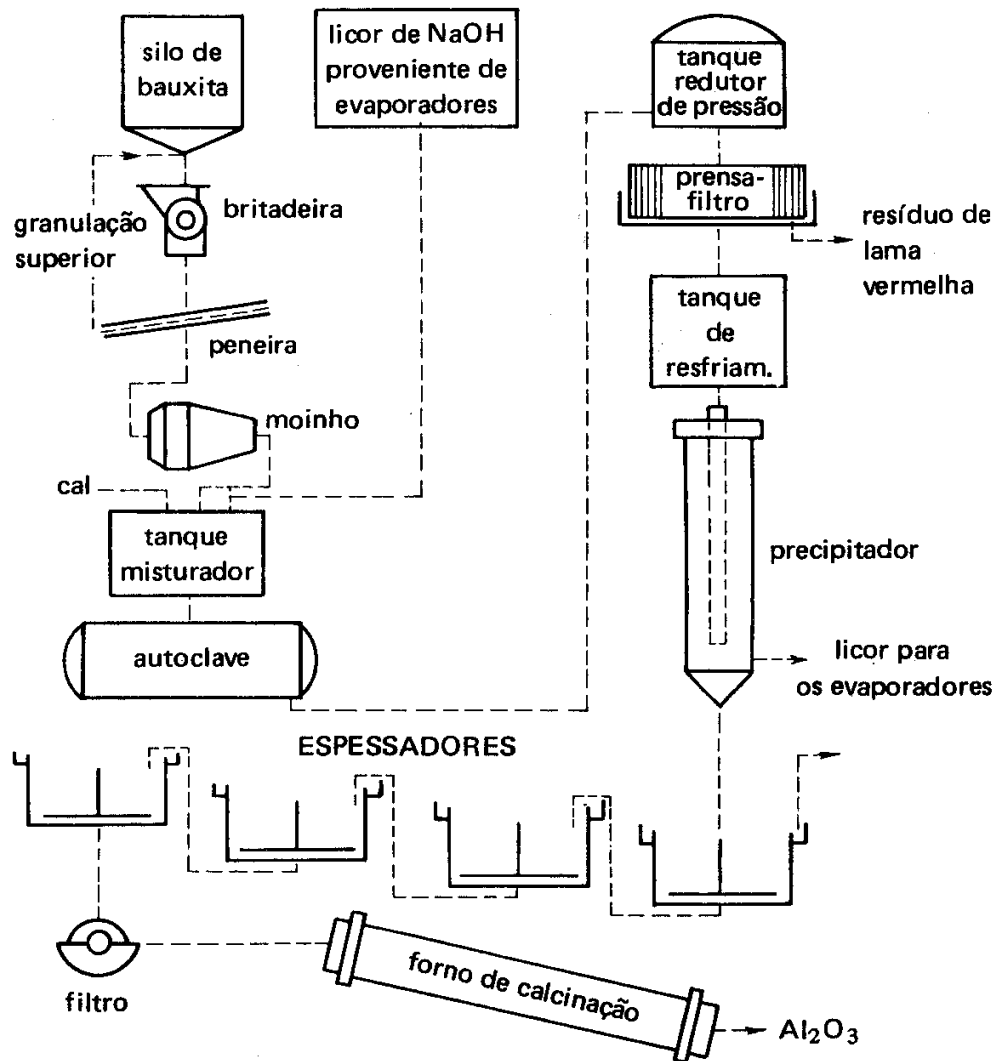 silo de
bauxita
licor de NaOH
proveniente de
evaporadores
tanque
redutor
de pressão
prensa-
filtro
resíduo de
lama
vermelha
britadeira
granulação
superior
peneira
tanque
de
resfriam.
moinho
cal
tanque
misturador
precipitador
autoclave
licor para
os evaporadores
ESPESSADORES
filtro
forno de calcinação
Al₂O₃